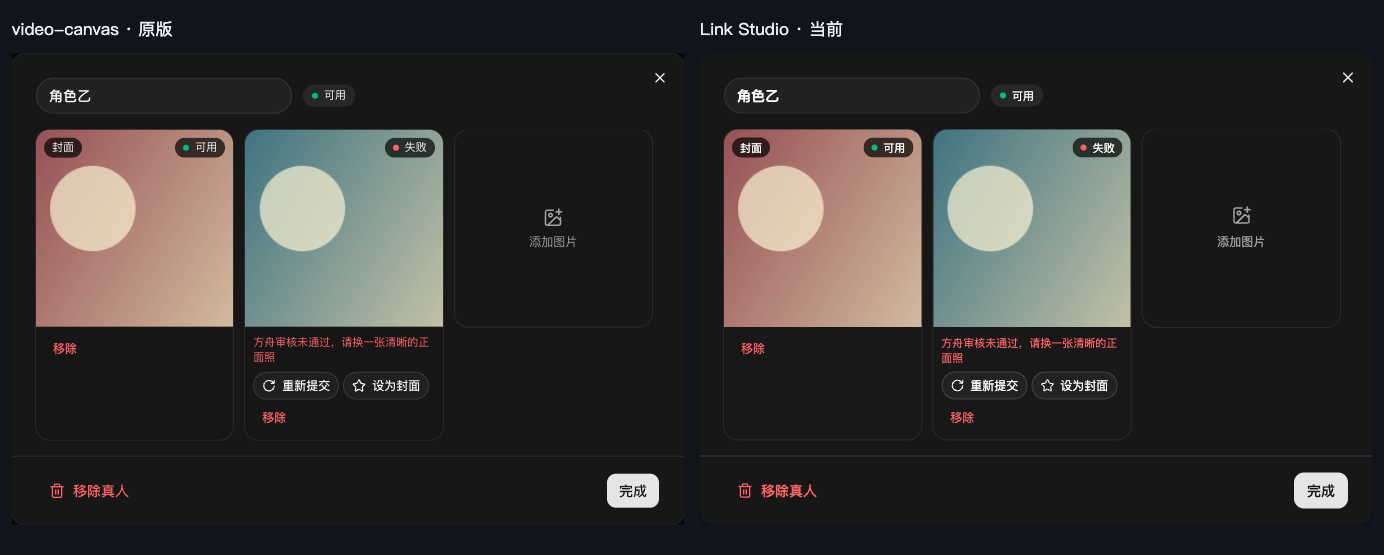 video-canvas · 原版
角色乙
可用
封面
可用
失败
添加图片
移除
方舟审核未通过，请换一张清晰的正
面照
重新提交
设为封面
移除
移除真人
完成
Link Studio · 当前
角色乙
可用
封面
可用
失败
添加图片
移除
方舟审核未通过，请换一张清晰的正
面照
重新提交
设为封面
移除
移除真人
完成